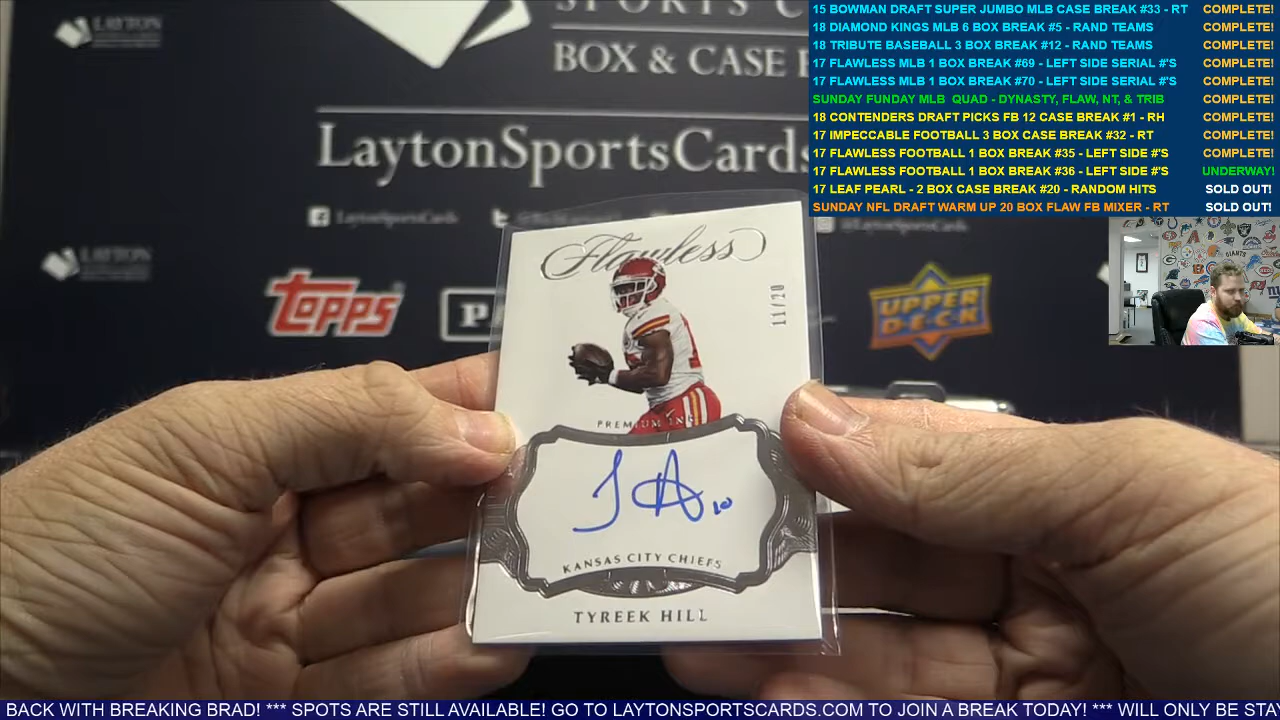 SPORTS C
BOX & CASE
LaytonSportsCards
LaytonSportsCards
LAYTON
TOPPS
PA
UPPER
DECK
Flawless
11/20
PREMIUM INK
KANSAS CITY CHIEFS
TYREEK HILL
15 BOWMAN DRAFT SUPER JUMBO MLB CASE BREAK #33 - RT COMPLETE!
18 DIAMOND KINGS MLB 6 BOX BREAK #5 - RAND TEAMS COMPLETE!
18 TRIBUTE BASEBALL 3 BOX BREAK #12 - RAND TEAMS COMPLETE!
17 FLAWLESS MLB 1 BOX BREAK #69 - LEFT SIDE SERIAL #'S COMPLETE!
17 FLAWLESS MLB 1 BOX BREAK #70 - LEFT SIDE SERIAL #'S COMPLETE!
SUNDAY FUNDAY MLB QUAD - DYNASTY, FLAW, NT, & TRIB COMPLETE!
18 CONTENDERS DRAFT PICKS FB 12 CASE BREAK #1 - RH COMPLETE!
17 IMPECCABLE FOOTBALL 3 BOX CASE BREAK #32 - RT COMPLETE!
17 FLAWLESS FOOTBALL 1 BOX BREAK #35 - LEFT SIDE #'S COMPLETE!
17 FLAWLESS FOOTBALL 1 BOX BREAK #36 - LEFT SIDE #'S UNDERWAY!
17 LEAF PEARL - 2 BOX CASE BREAK #20 - RANDOM HITS SOLD OUT!
SUNDAY NFL DRAFT WARM UP 20 BOX FLAW FB MIXER - RT SOLD OUT!
BACK WITH BREAKING BRAD! *** SPOTS ARE STILL AVAILABLE! GO TO LAYTONSPORTSCARDS.COM TO JOIN A BREAK TODAY! *** WILL ONLY BE STAY